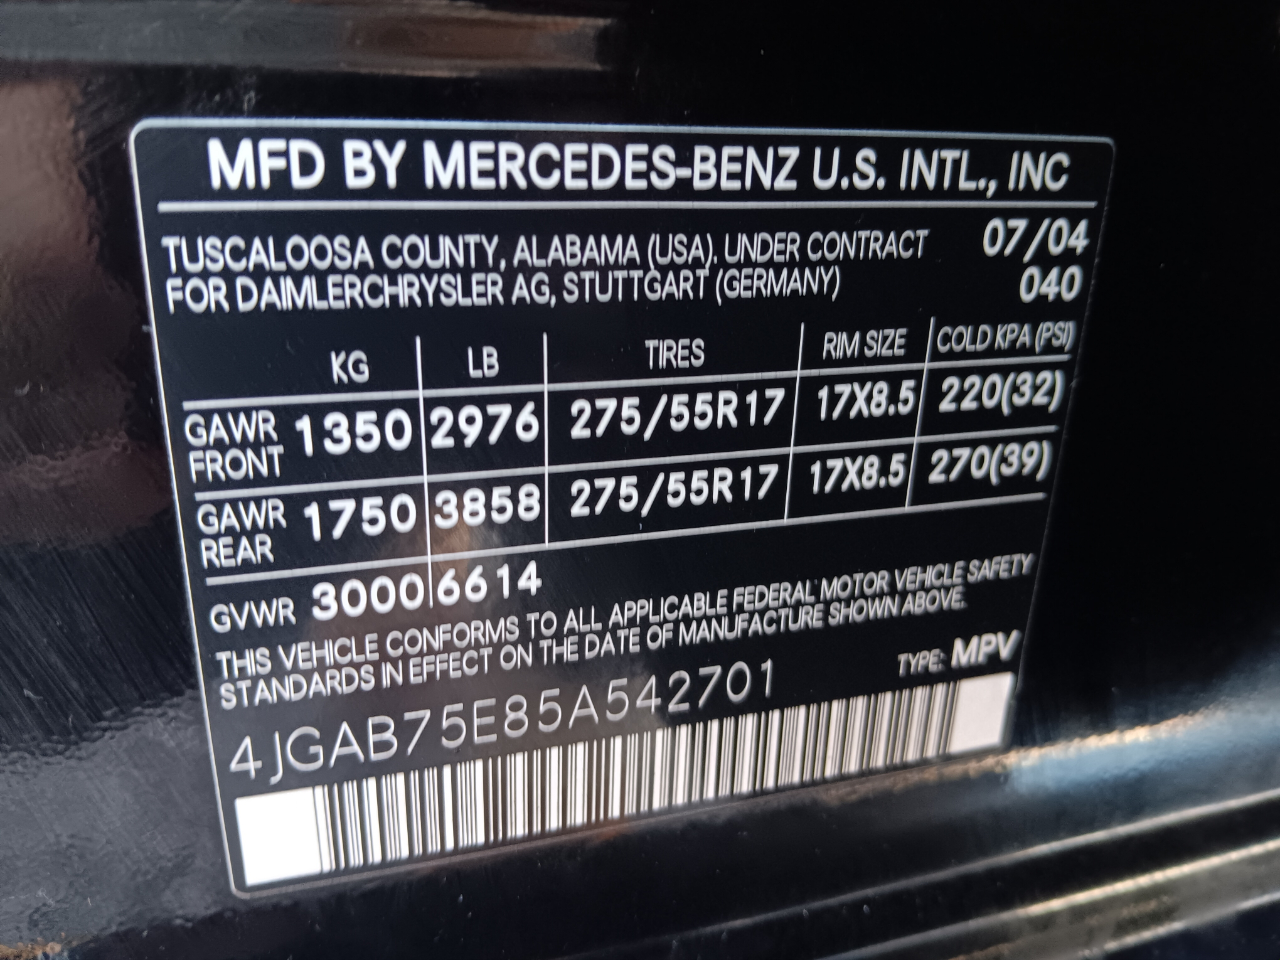 MFD BY MERCEDES-BENZ U.S. INTL., INC
TUSCALOOSA COUNTY, ALABAMA (USA). UNDER CONTRACT 07/04
FOR DAIMLERCHRYSLER AG, STUTTGART (GERMANY) 040
KG LB TIRES RIM SIZE COLD KPA (PSI)
GAWR FRONT 1350 2976 275/55R17 17X8.5 220(32)
GAWR REAR 1750 3858 275/55R17 17X8.5 270(39)
GVWR 3000 6614
THIS VEHICLE CONFORMS TO ALL APPLICABLE FEDERAL MOTOR VEHICLE SAFETY
STANDARDS IN EFFECT ON THE DATE OF MANUFACTURE SHOWN ABOVE.
4JGAB75E85A542701 TYPE: MPV